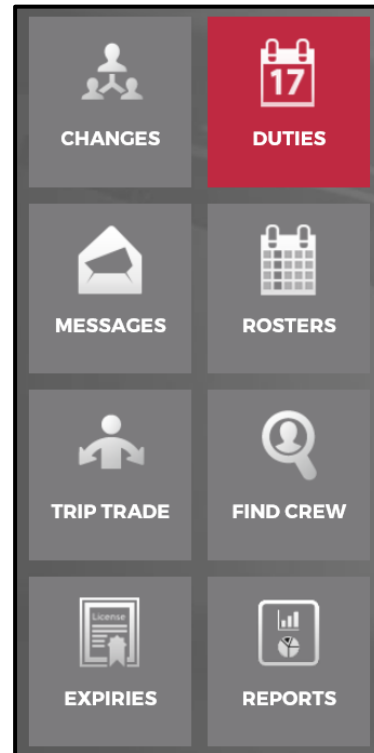 CHANGES
17
DUTIES
MESSAGES
ROSTERS
TRIP TRADE
FIND CREW
License
EXPIRIES
REPORTS